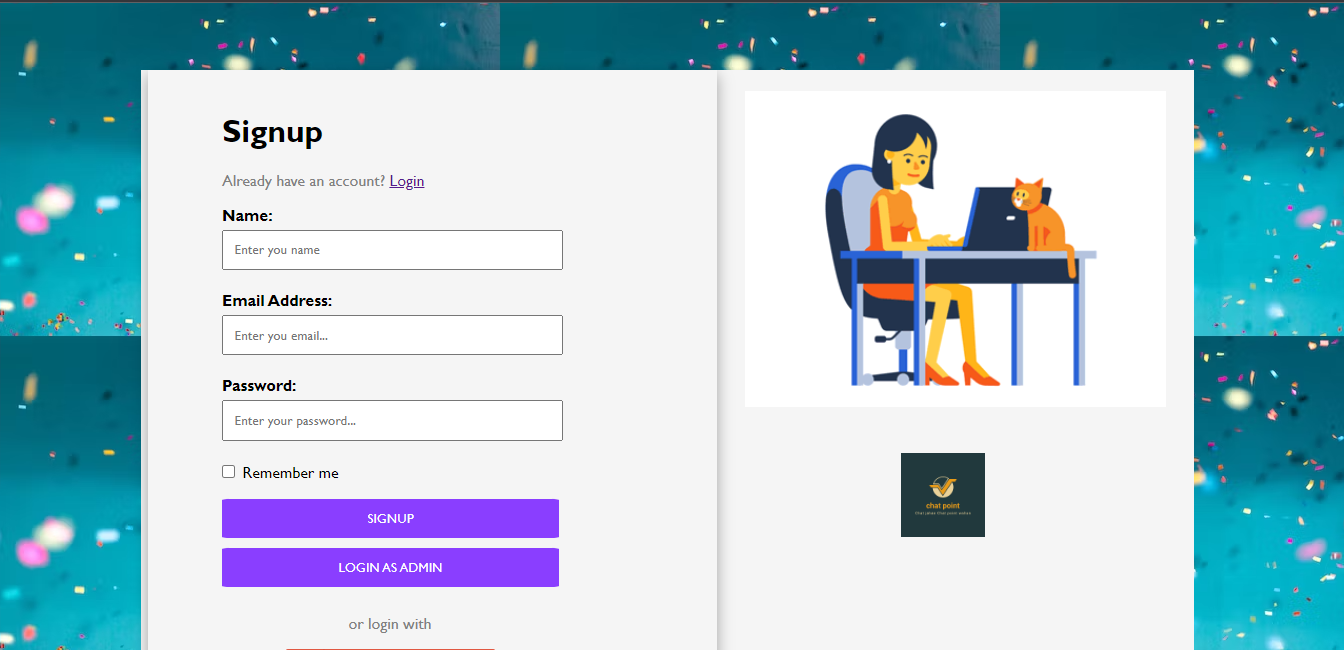 Signup
Already have an account? Login
Name:
Enter you name
Email Address:
Enter you email...
Password:
Enter your password...
Remember me
SIGNUP
LOGIN AS ADMIN
or login with
chat point